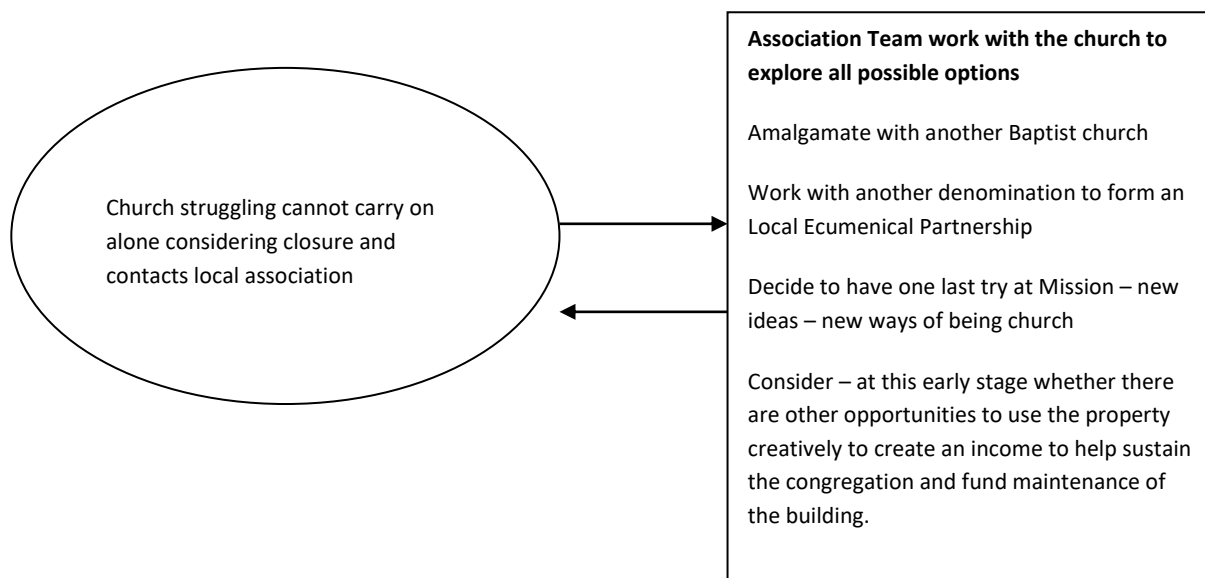 Association Team work with the church to
explore all possible options
Amalgamate with another Baptist church
Work with another denomination to form an
Local Ecumenical Partnership
Decide to have one last try at Mission – new
ideas – new ways of being church
Consider – at this early stage whether there
are other opportunities to use the property
creatively to create an income to help sustain
the congregation and fund maintenance of
the building.
Church struggling cannot carry on
alone considering closure and
contacts local association